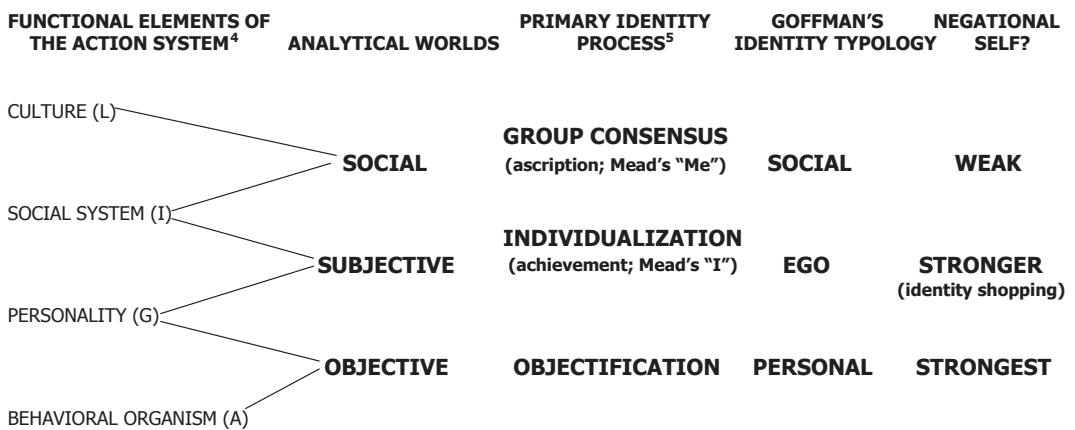 FUNCTIONAL ELEMENTS OF PRIMARY IDENTITY GOFFMAN’S NEGATIONAL
THE ACTION SYSTEM4 ANALYTICAL WORLDS PROCESS5 IDENTITY TYPOLOGY SELF?
CULTURE (L)
GROUP CONSENSUS
SOCIAL (ascription; Mead’s “Me”) SOCIAL WEAK
SOCIAL SYSTEM (I)
INDIVIDUALIZATION
SUBJECTIVE (achievement; Mead’s “I”) EGO STRONGER
(identity shopping)
PERSONALITY (G)
OBJECTIVE OBJECTIFICATION PERSONAL STRONGEST
BEHAVIORAL ORGANISM (A)